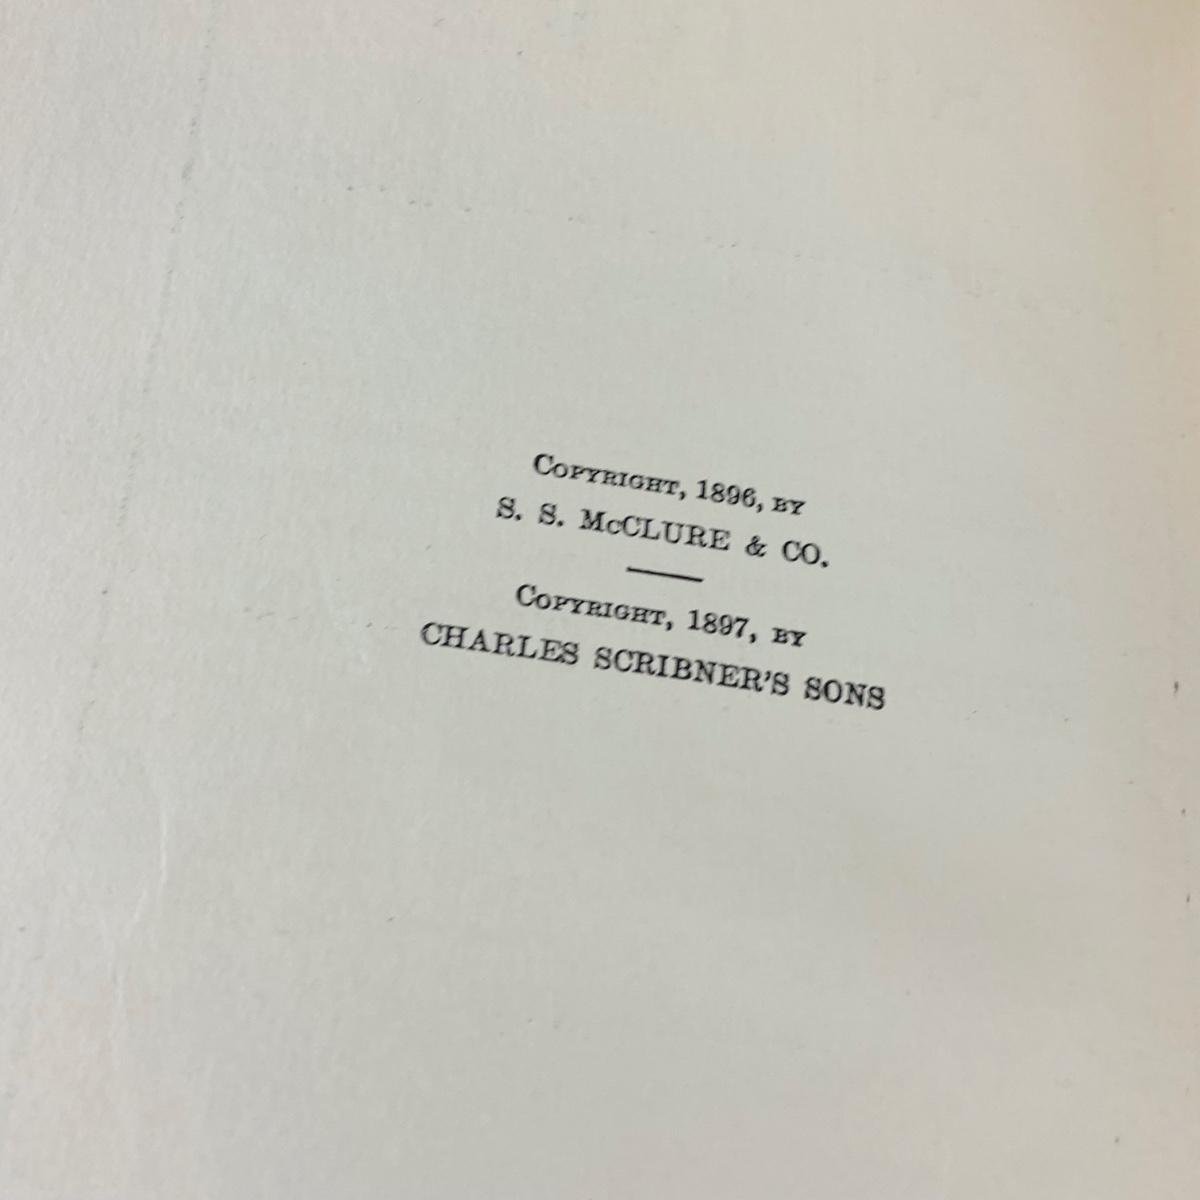 Copyright, 1896, by
S. S. McCLURE & CO.
Copyright, 1897, by
CHARLES SCRIBNER'S SONS